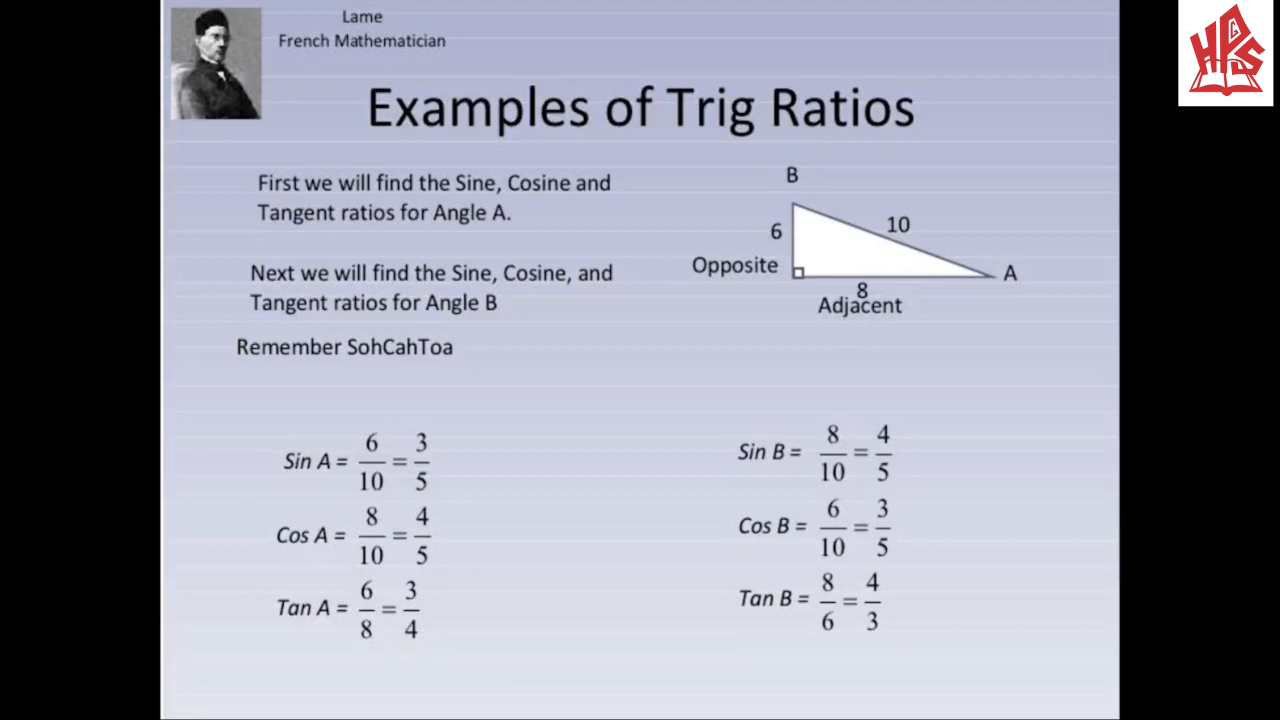 Lame
French Mathematician
HPS
Examples of Trig Ratios
First we will find the Sine, Cosine and
Tangent ratios for Angle A.
Next we will find the Sine, Cosine, and
Tangent ratios for Angle B
Remember SohCahToa
B
6
10
Opposite
A
8
Adjacent
Sin A = 6/10 = 3/5
Cos A = 8/10 = 4/5
Tan A = 6/8 = 3/4
Sin B = 8/10 = 4/5
Cos B = 6/10 = 3/5
Tan B = 8/6 = 4/3